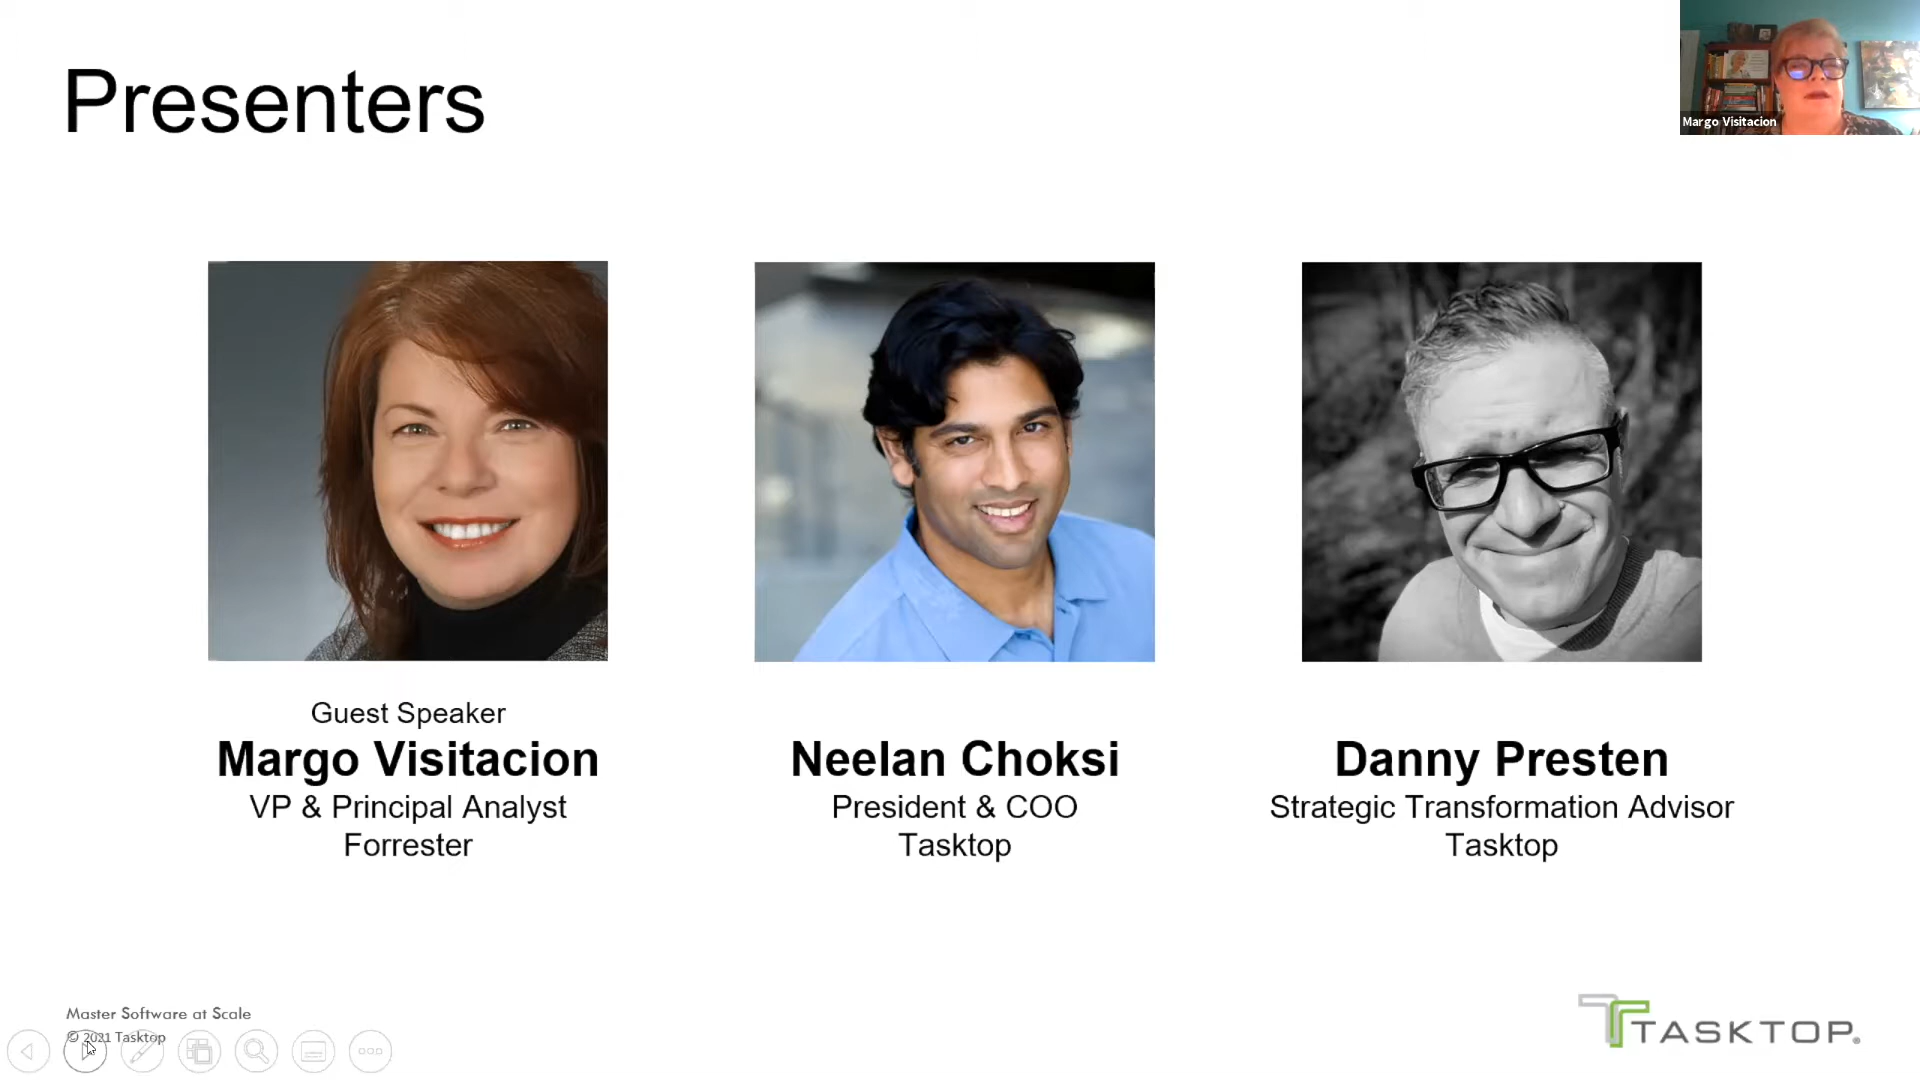 Presenters
Margo Visitacion
Guest Speaker
Margo Visitacion
VP & Principal Analyst
Forrester
Neelan Choksi
President & COO
Tasktop
Danny Presten
Strategic Transformation Advisor
Tasktop
Master Software at Scale
© 2021 Tasktop
TASKTOP®